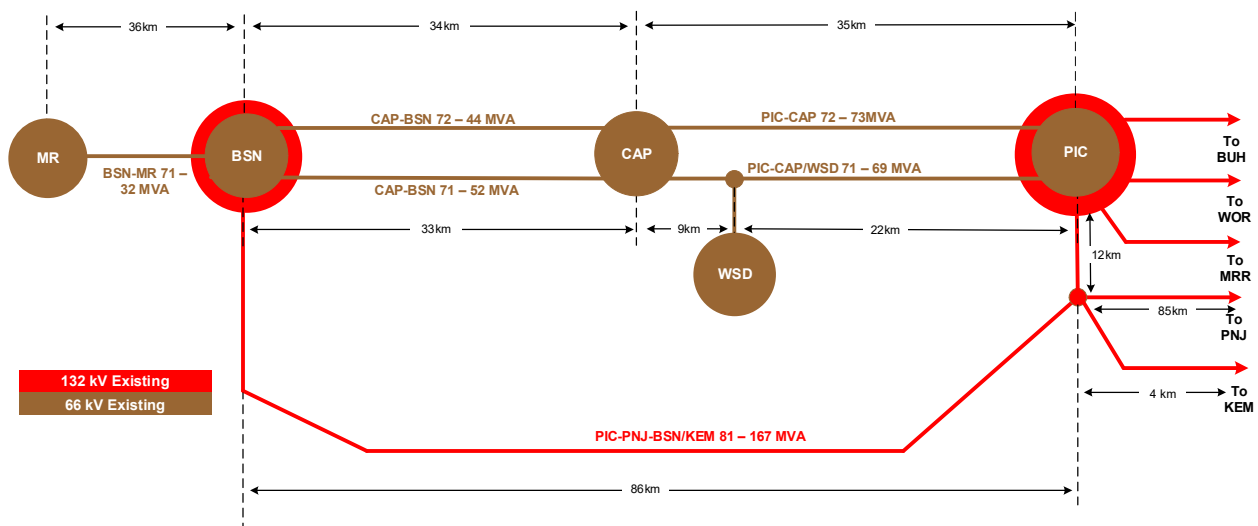 36km
34km
35km
CAP-BSN 72 – 44 MVA
PIC-CAP 72 – 73MVA
MR
BSN
CAP
PIC
To
BUH
BSN-MR 71 –
32 MVA
CAP-BSN 71 – 52 MVA
PIC-CAP/WSD 71 – 69 MVA
To
WOR
33km
9km
22km
12km
WSD
To
MRR
85km
To
PNJ
132 kV Existing
66 kV Existing
4 km
To
KEM
PIC-PNJ-BSN/KEM 81 – 167 MVA
86km